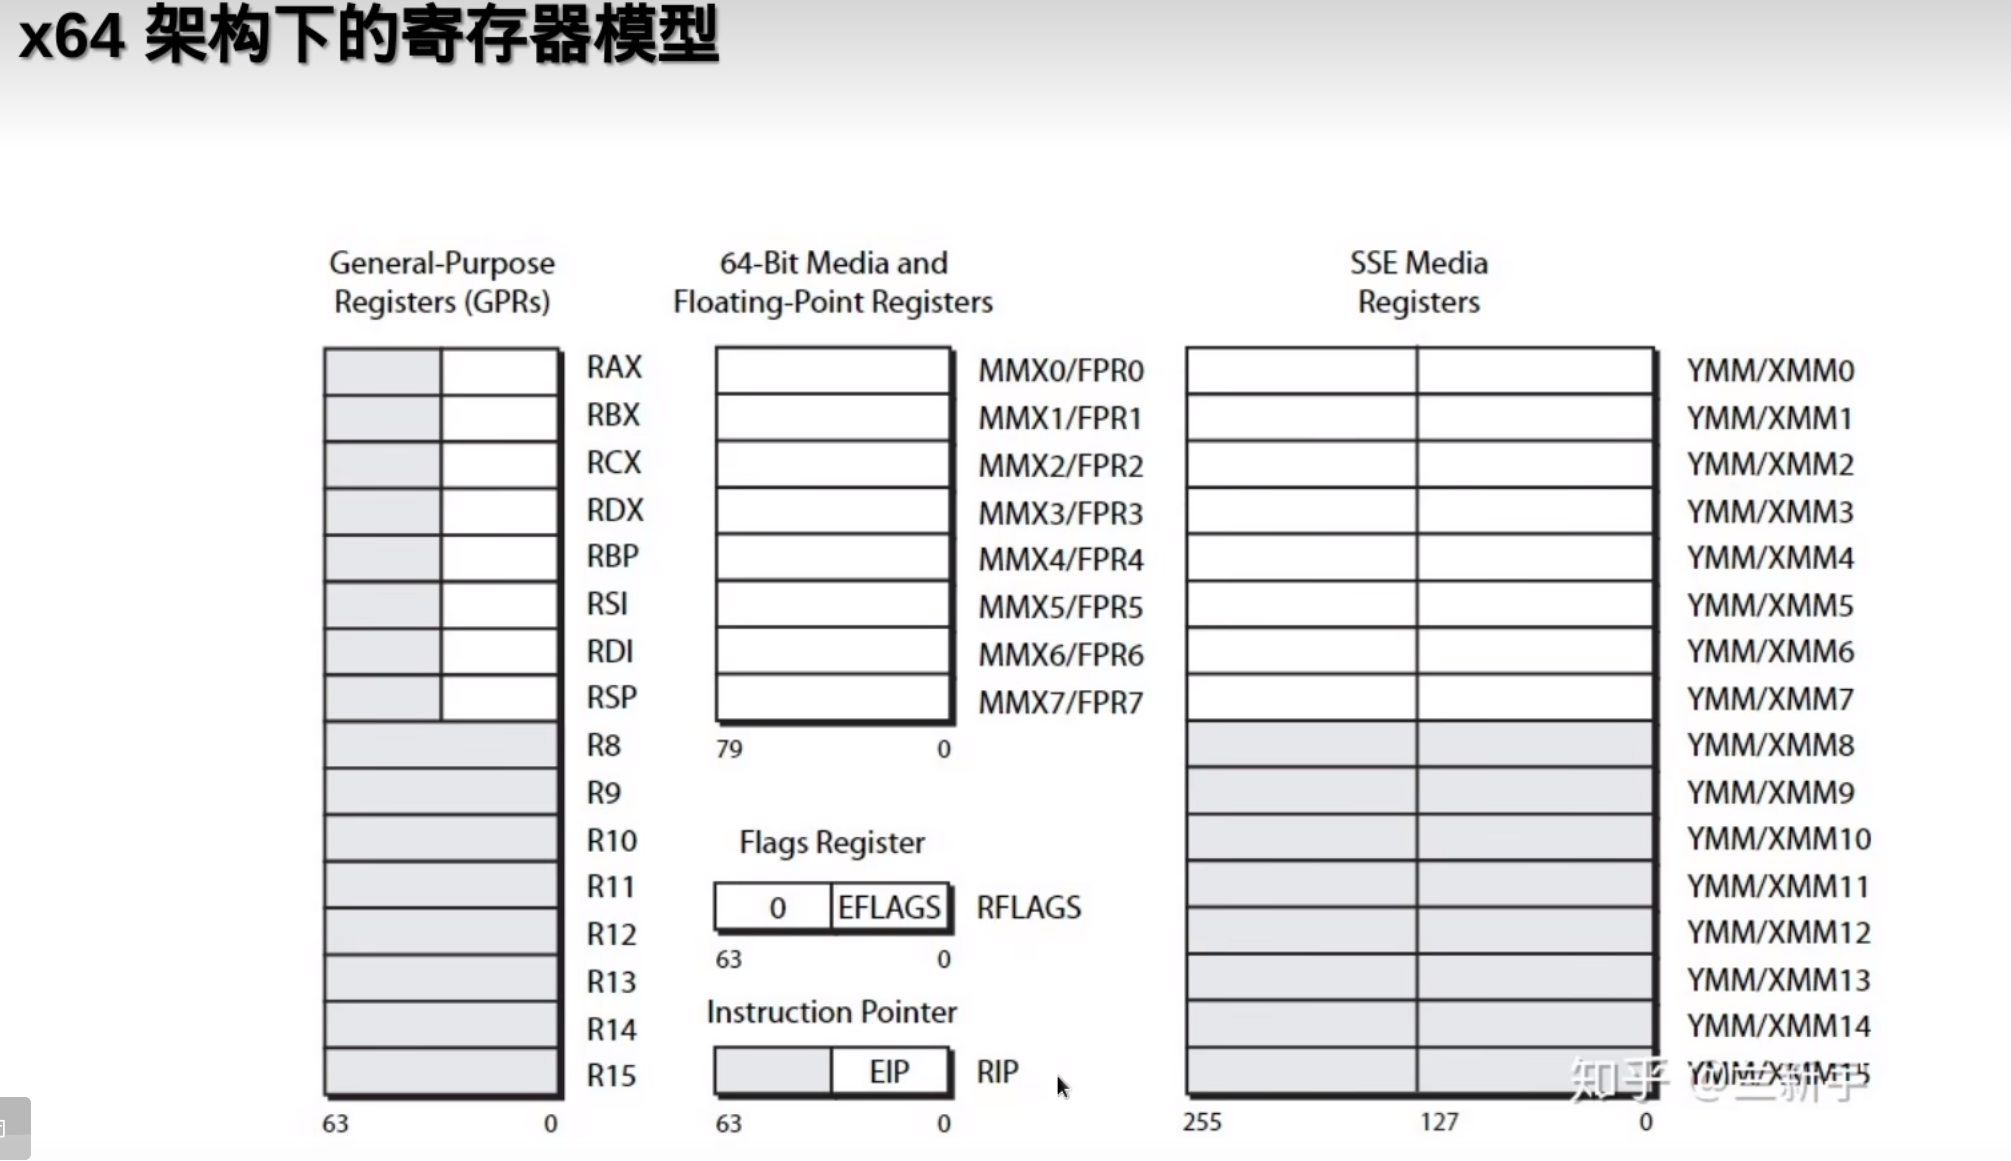 x64 架构下的寄存器模型
General-Purpose
Registers (GPRs)
RAX
RBX
RCX
RDX
RBP
RSI
RDI
RSP
R8
R9
R10
R11
R12
R13
R14
R15
63 0
64-Bit Media and
Floating-Point Registers
MMX0/FPR0
MMX1/FPR1
MMX2/FPR2
MMX3/FPR3
MMX4/FPR4
MMX5/FPR5
MMX6/FPR6
MMX7/FPR7
79 0
Flags Register
0 EFLAGS RFLAGS
63 0
Instruction Pointer
EIP RIP
63 0
SSE Media
Registers
YMM/XMM0
YMM/XMM1
YMM/XMM2
YMM/XMM3
YMM/XMM4
YMM/XMM5
YMM/XMM6
YMM/XMM7
YMM/XMM8
YMM/XMM9
YMM/XMM10
YMM/XMM11
YMM/XMM12
YMM/XMM13
YMM/XMM14
YMM/XMM15
255 127 0
知乎